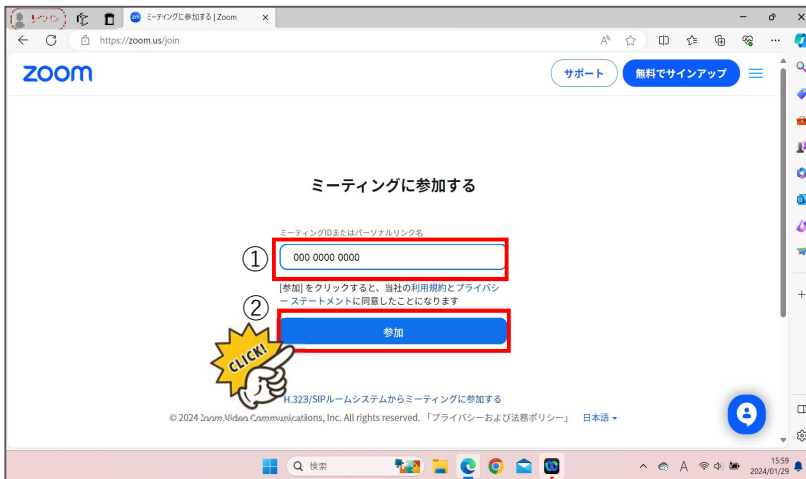 ミーティングに参加する | Zoom
https://zoom.us/join
zoom
サポート
無料でサインアップ
ミーティングに参加する
ミーティングIDまたはパーソナルリンク名
① 000 0000 0000
[参加] をクリックすると、当社の利用規約とプライバシ
ー ステートメントに同意したことになります
② 参加
CLICK!
H.323/SIPルームシステムからミーティングに参加する
© 2024 Zoom Video Communications, Inc. All rights reserved. 「プライバシーおよび法務ポリシー」 日本語
検索
A
15:59
2024/01/29